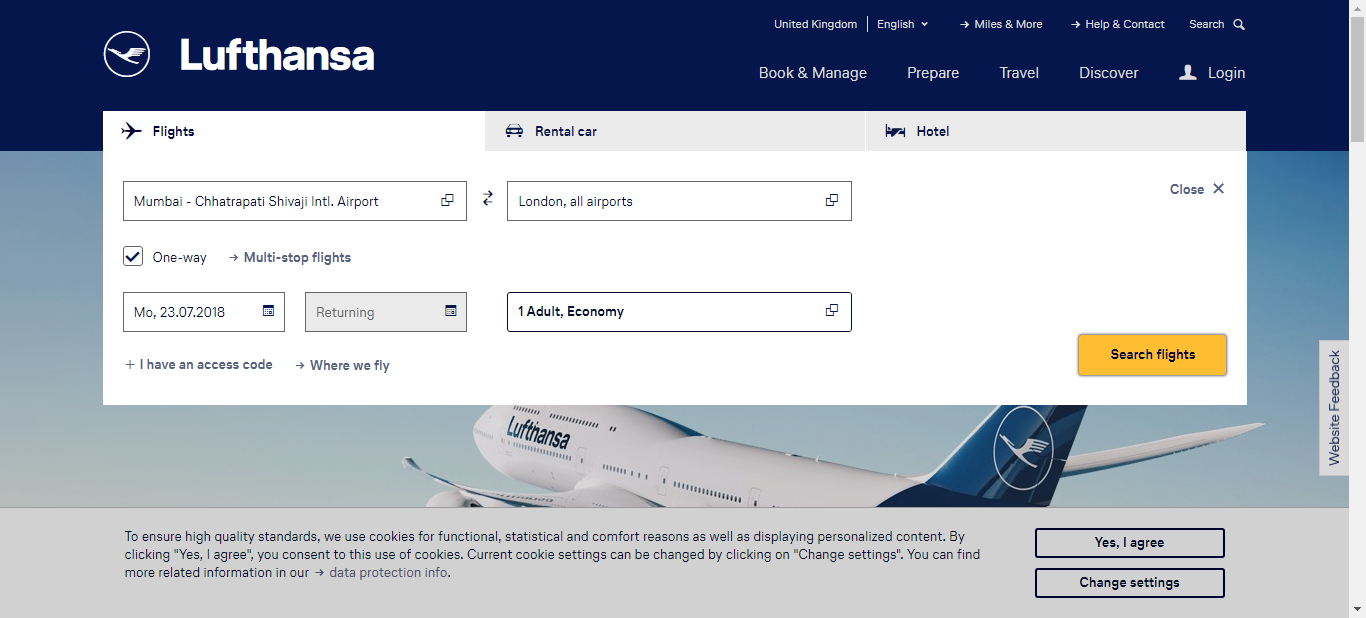 United Kingdom English Miles & More Help & Contact Search
Lufthansa
Book & Manage Prepare Travel Discover Login
Flights Rental car Hotel
Mumbai - Chhatrapati Shivaji Intl. Airport London, all airports Close
One-way Multi-stop flights
Mo, 23.07.2018 Returning 1 Adult, Economy
Search flights
+ I have an access code Where we fly
Website Feedback
Lufthansa
To ensure high quality standards, we use cookies for functional, statistical and comfort reasons as well as displaying personalized content. By
clicking "Yes, I agree", you consent to this use of cookies. Current cookie settings can be changed by clicking on "Change settings". You can find
more related information in our → data protection info.
Yes, I agree
Change settings